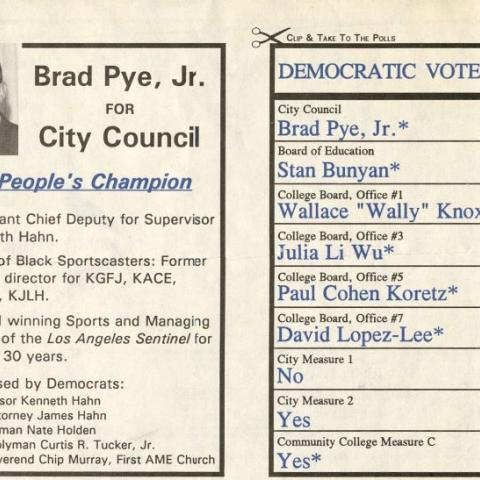 Brad Pye, Jr.
FOR
City Council
People's Champion
ant Chief Deputy for Supervisor
th Hahn.
of Black Sportscasters: Former
director for KGFJ, KACE,
, KJLH.
winning Sports and Managing
of the Los Angeles Sentinel for
30 years.
sed by Democrats:
sor Kenneth Hahn
torney James Hahn
man Nate Holden
lyman Curtis R. Tucker, Jr.
verend Chip Murray, First AME Church
CLIP & TAKE TO THE POLLS
DEMOCRATIC VOTE
City Council
Brad Pye, Jr.*
Board of Education
Stan Bunyan*
College Board, Office #1
Wallace "Wally" Knox
College Board, Office #3
Julia Li Wu*
College Board, Office #5
Paul Cohen Koretz*
College Board, Office #7
David Lopez-Lee*
City Measure 1
No
City Measure 2
Yes
Community College Measure C
Yes*